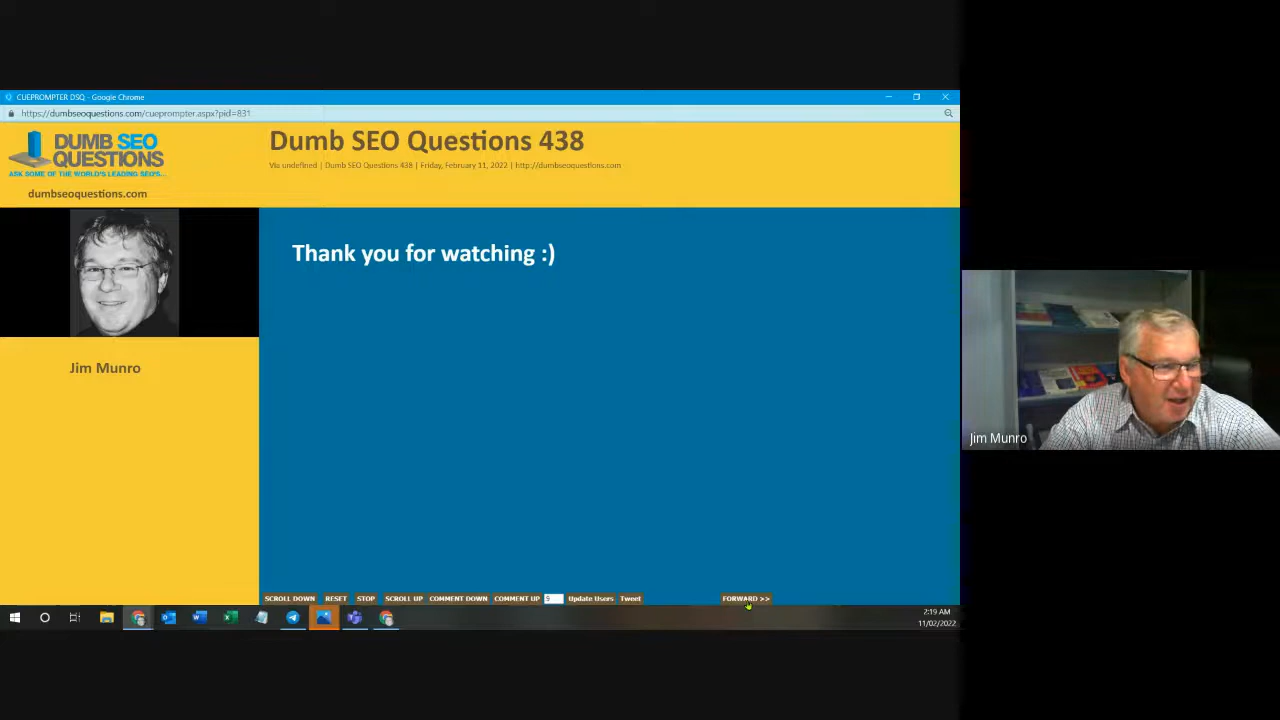 CUEPROMPTER DSQ - Google Chrome
https://dumbseoquestions.com/cueprompter.aspx?pid=831
DUMB SEO
QUESTIONS
ASK SOME OF THE WORLD'S LEADING SEO'S...
dumbseoquestions.com
Dumb SEO Questions 438
Via undefined | Dumb SEO Questions 438 | Friday, February 11, 2022 | http://dumbseoquestions.com
Thank you for watching :)
Jim Munro
Jim Munro
SCROLL DOWN RESET STOP SCROLL UP COMMENT DOWN COMMENT UP 9 Update Users Tweet FORWARD >>
2:19 AM
11/02/2022